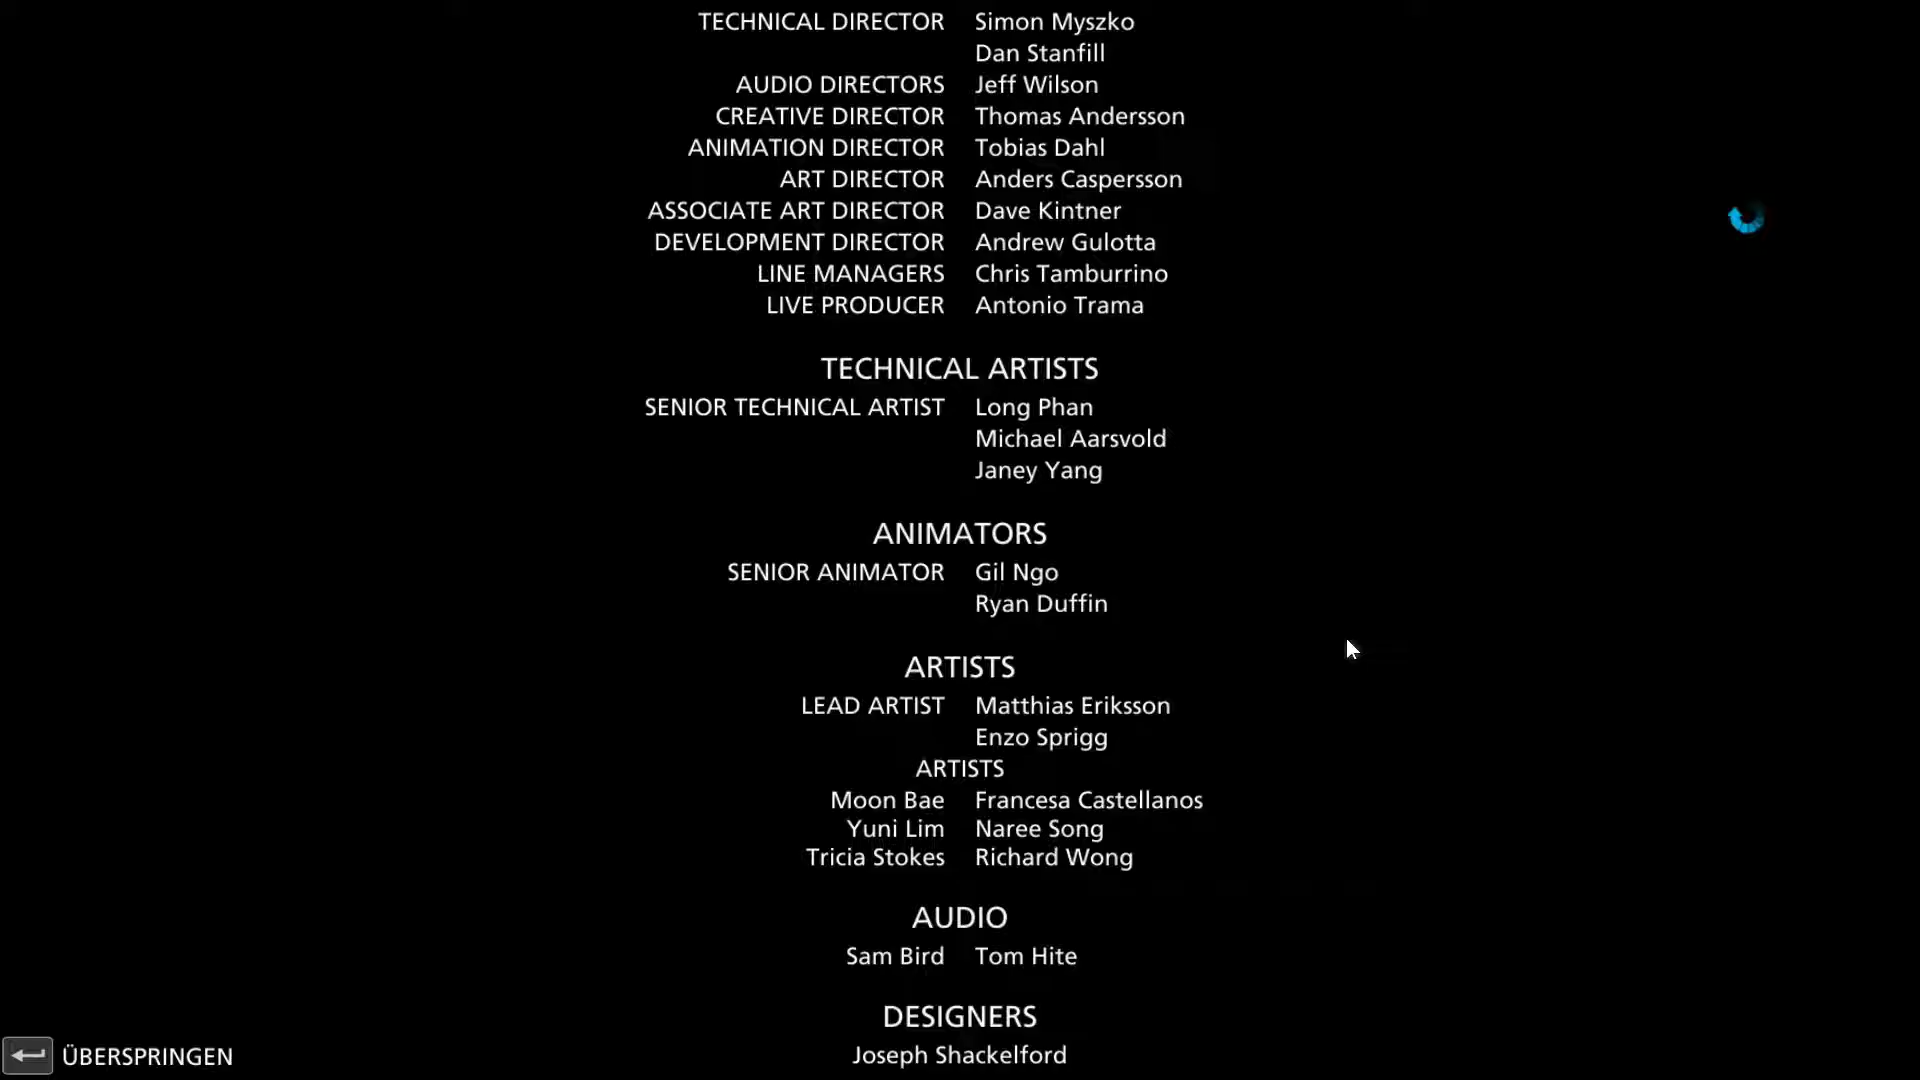 TECHNICAL DIRECTOR Simon Myszko
Dan Stanfill
AUDIO DIRECTORS Jeff Wilson
CREATIVE DIRECTOR Thomas Andersson
ANIMATION DIRECTOR Tobias Dahl
ART DIRECTOR Anders Caspersson
ASSOCIATE ART DIRECTOR Dave Kintner
DEVELOPMENT DIRECTOR Andrew Gulotta
LINE MANAGERS Chris Tamburrino
LIVE PRODUCER Antonio Trama
TECHNICAL ARTISTS
SENIOR TECHNICAL ARTIST Long Phan
Michael Aarsvold
Janey Yang
ANIMATORS
SENIOR ANIMATOR Gil Ngo
Ryan Duffin
ARTISTS
LEAD ARTIST Matthias Eriksson
Enzo Sprigg
ARTISTS
Moon Bae Francesa Castellanos
Yuni Lim Naree Song
Tricia Stokes Richard Wong
AUDIO
Sam Bird Tom Hite
DESIGNERS
Joseph Shackelford
ÜBERSPRINGEN